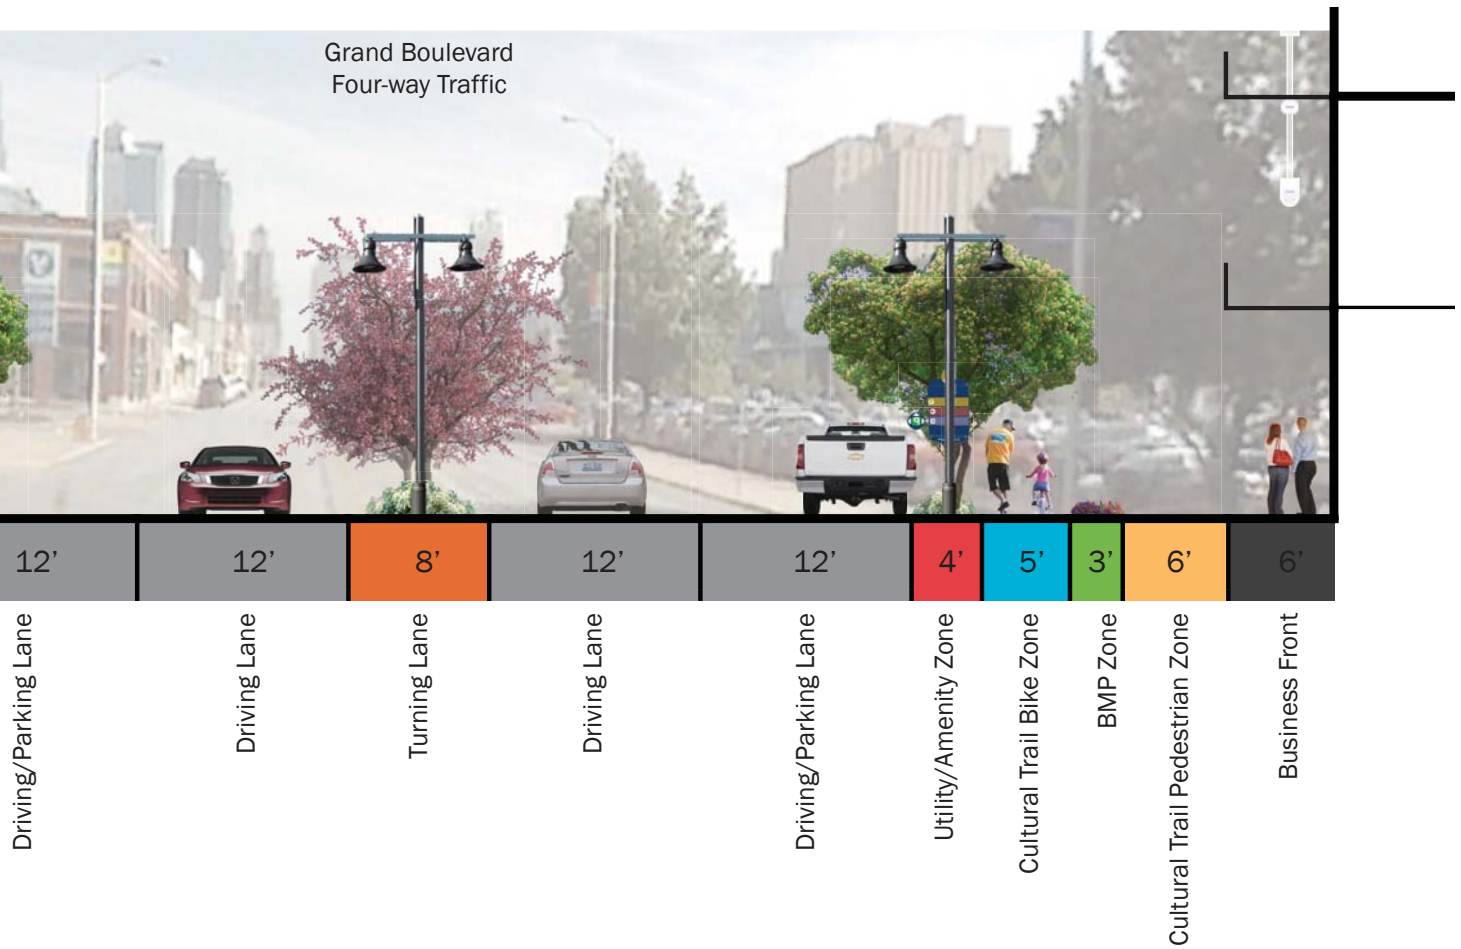 Grand Boulevard
Four-way Traffic
12’
12’
8’
12’
12’
4’
5’
3’
6’
6’
Driving/Parking Lane
Driving Lane
Turning Lane
Driving Lane
Driving/Parking Lane
Utility/Amenity Zone
Cultural Trail Bike Zone
BMP Zone
Cultural Trail Pedestrian Zone
Business Front